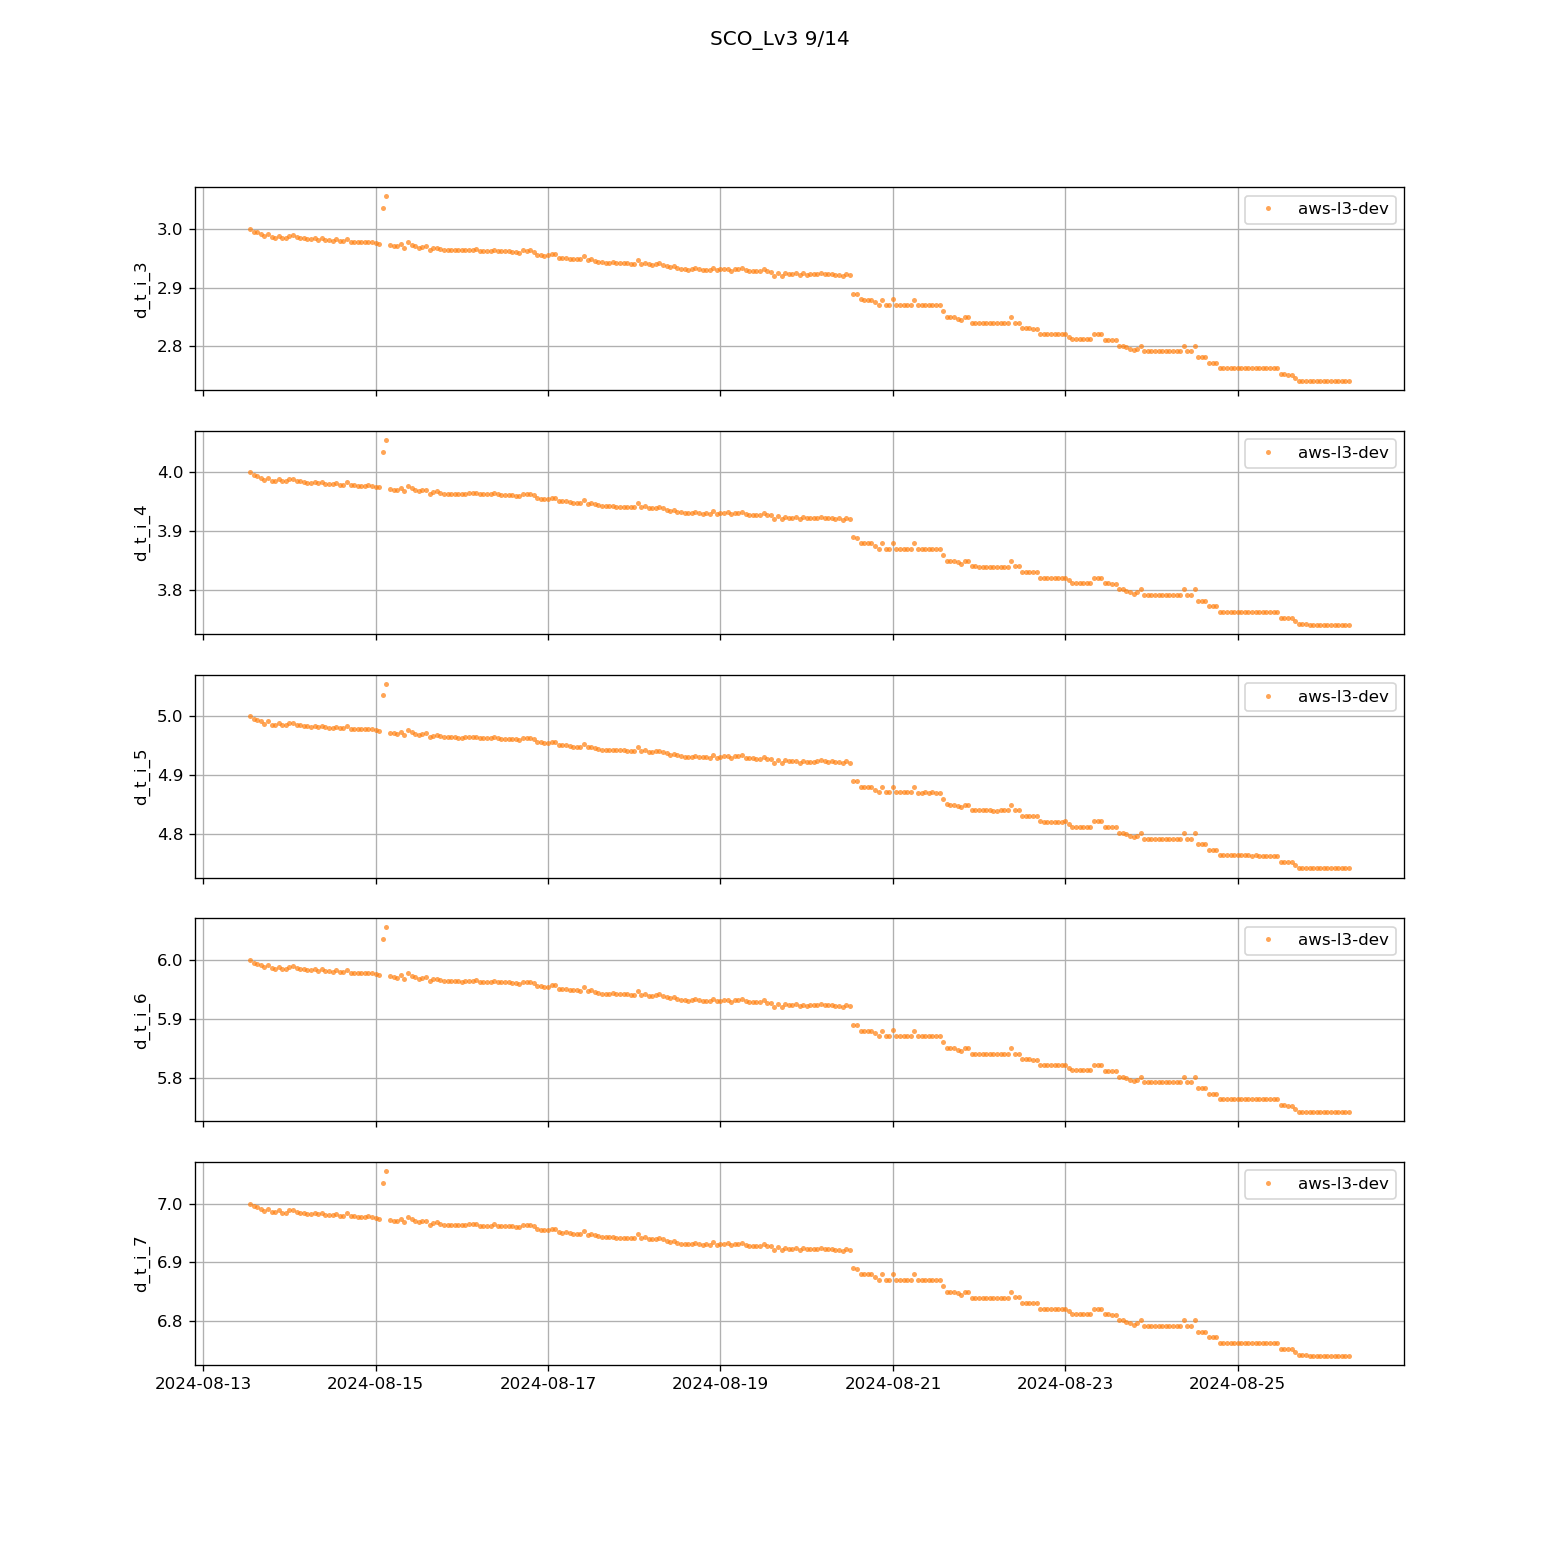 SCO_Lv3 9/14
aws-l3-dev
3.0
2.9
2.8
d_t_i_3
aws-l3-dev
4.0
3.9
3.8
d_t_i_4
aws-l3-dev
5.0
4.9
4.8
d_t_i_5
aws-l3-dev
6.0
5.9
5.8
d_t_i_6
aws-l3-dev
7.0
6.9
6.8
d_t_i_7
2024-08-13 2024-08-15 2024-08-17 2024-08-19 2024-08-21 2024-08-23 2024-08-25